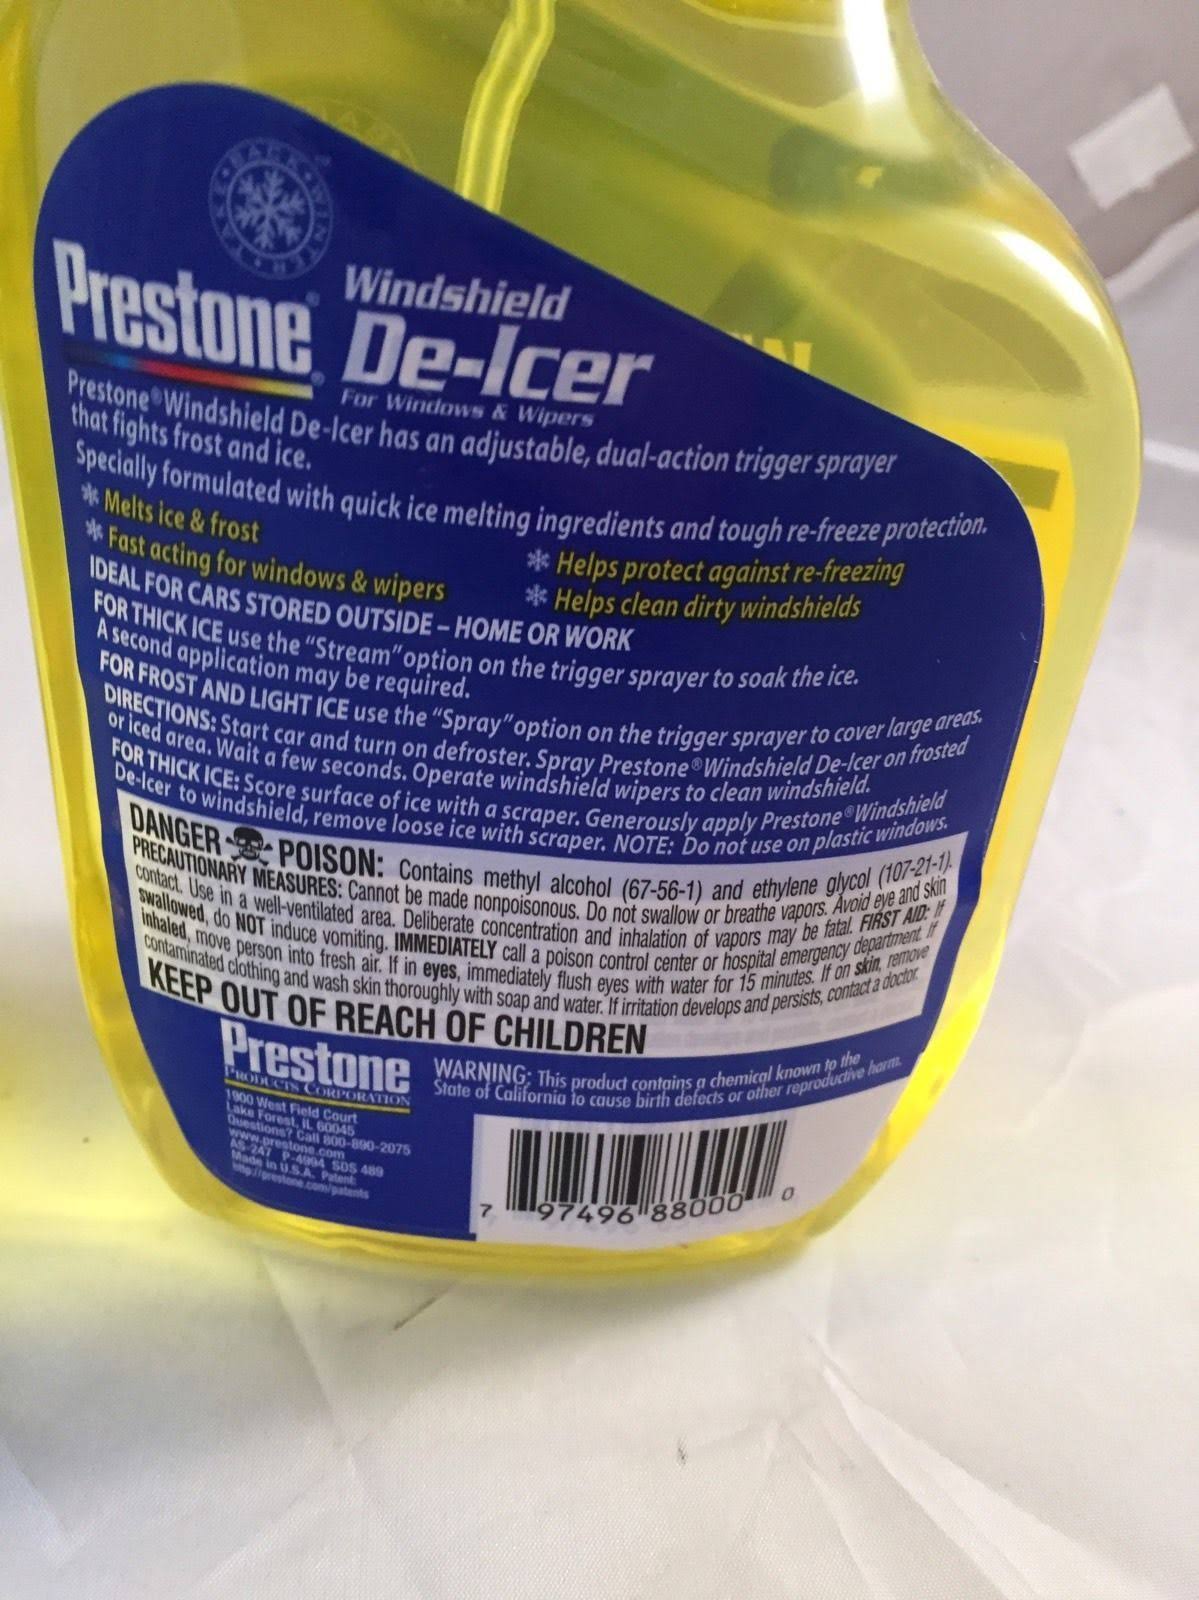 BARK WINTER LAKE
Prestone®
Windshield
De-Icer
For Windows & Wipers
Prestone® Windshield De-Icer has an adjustable, dual-action trigger sprayer
that fights frost and ice.
Specially formulated with quick ice melting ingredients and tough re-freeze protection.
* Melts ice & frost
* Fast acting for windows & wipers
* Helps protect against re-freezing
* Helps clean dirty windshields
IDEAL FOR CARS STORED OUTSIDE – HOME OR WORK
FOR THICK ICE use the "Stream" option on the trigger sprayer to soak the ice.
A second application may be required.
FOR FROST AND LIGHT ICE use the "Spray" option on the trigger sprayer to cover large areas.
DIRECTIONS: Start car and turn on defroster. Spray Prestone® Windshield De-Icer on frosted
or iced area. Wait a few seconds. Operate windshield wipers to clean windshield.
FOR THICK ICE: Score surface of ice with a scraper. Generously apply Prestone® Windshield
De-Icer to windshield, remove loose ice with scraper. NOTE: Do not use on plastic windows.
DANGER POISON: Contains methyl alcohol (67-56-1) and ethylene glycol (107-21-1).
PRECAUTIONARY MEASURES: Cannot be made nonpoisonous. Do not swallow or breathe vapors. Avoid eye and skin
contact. Use in a well-ventilated area. Deliberate concentration and inhalation of vapors may be fatal. FIRST AID: If
swallowed, do NOT induce vomiting. IMMEDIATELY call a poison control center or hospital emergency department. If
inhaled, move person into fresh air. If in eyes, immediately flush eyes with water for 15 minutes. If on skin, remove
contaminated clothing and wash skin thoroughly with soap and water. If irritation develops and persists, contact a doctor.
KEEP OUT OF REACH OF CHILDREN
Prestone
PRODUCTS CORPORATION
1900 West Field Court
Lake Forest, IL 60045
Questions? Call 800-890-2075
www.prestone.com
AS-247 P-4994 SDS 489
Made in U.S.A. Patent:
http://prestone.com/patents
WARNING: This product contains a chemical known to the
State of California to cause birth defects or other reproductive harm.
7 97496 88000 0